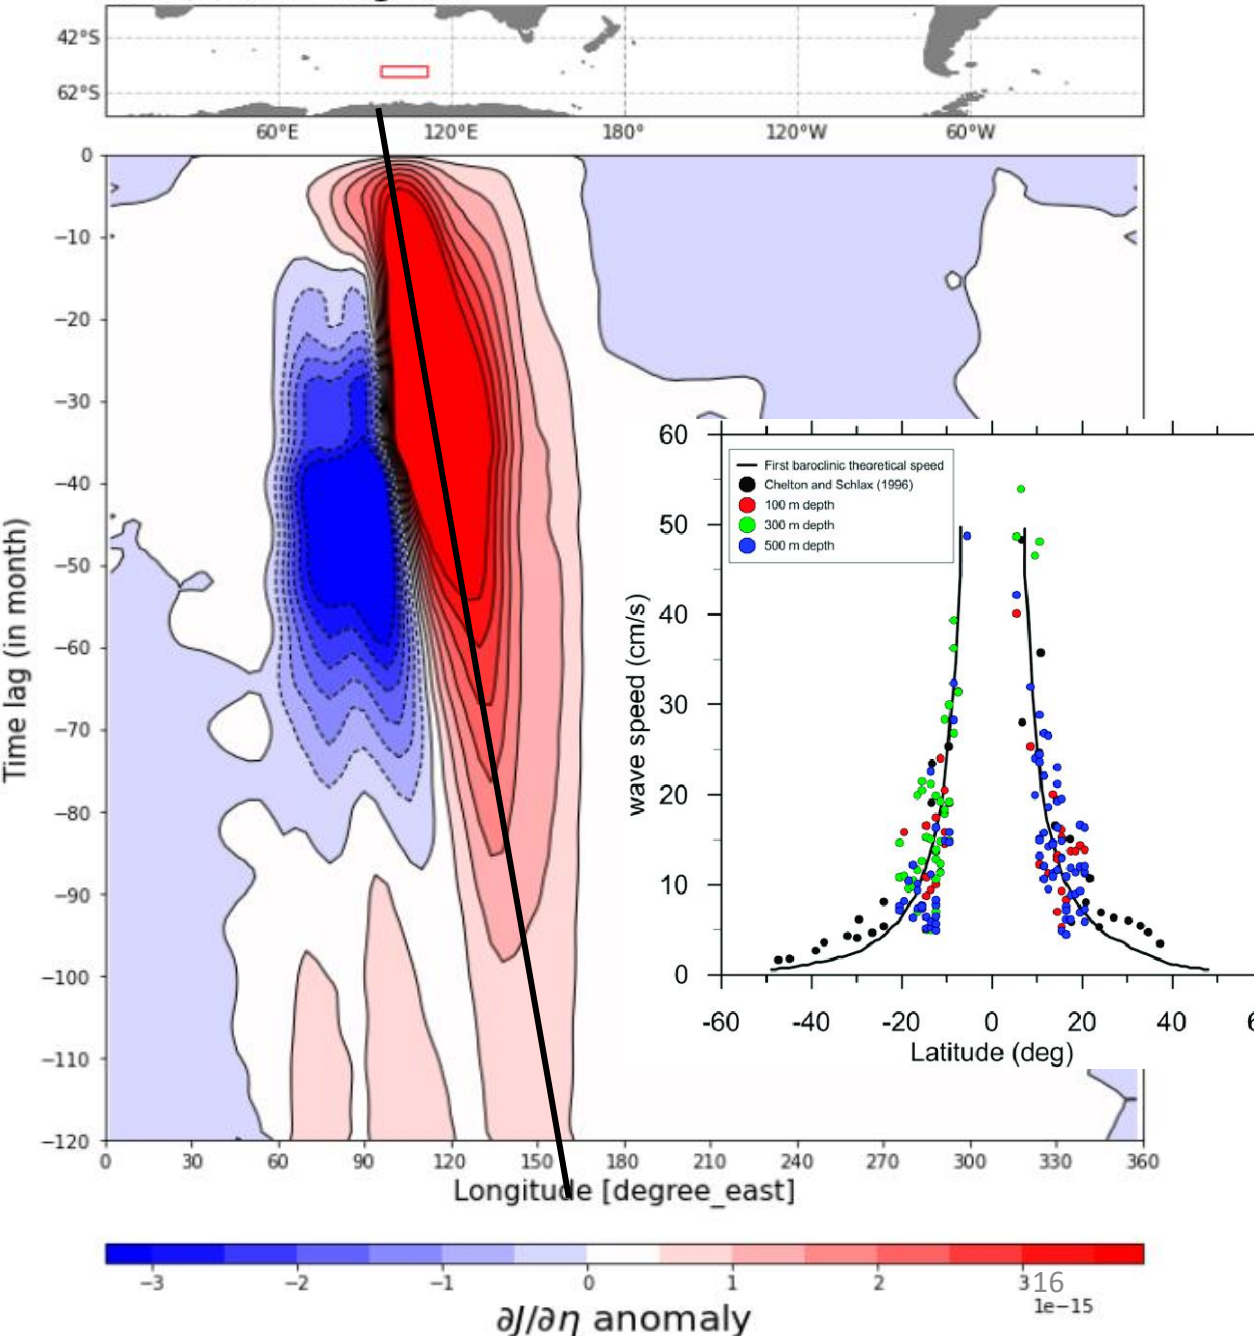 42°S
62°S
60°E 120°E 180° 120°W 60°W
0
−10
−20
−30
−40
−50
−60
−70
−80
−90
−100
−110
−120
Time lag (in month)
0 30 60 90 120 150 180 210 240 270 300 330 360
Longitude [degree_east]
60
50
40
30
20
10
0
wave speed (cm/s)
First baroclinic theoretical speed
Chelton and Schlax (1996)
100 m depth
300 m depth
500 m depth
-60 -40 -20 0 20 40 6
Latitude (deg)
−3 −2 −1 0 1 2 3 16
1e−15
∂J/∂η anomaly